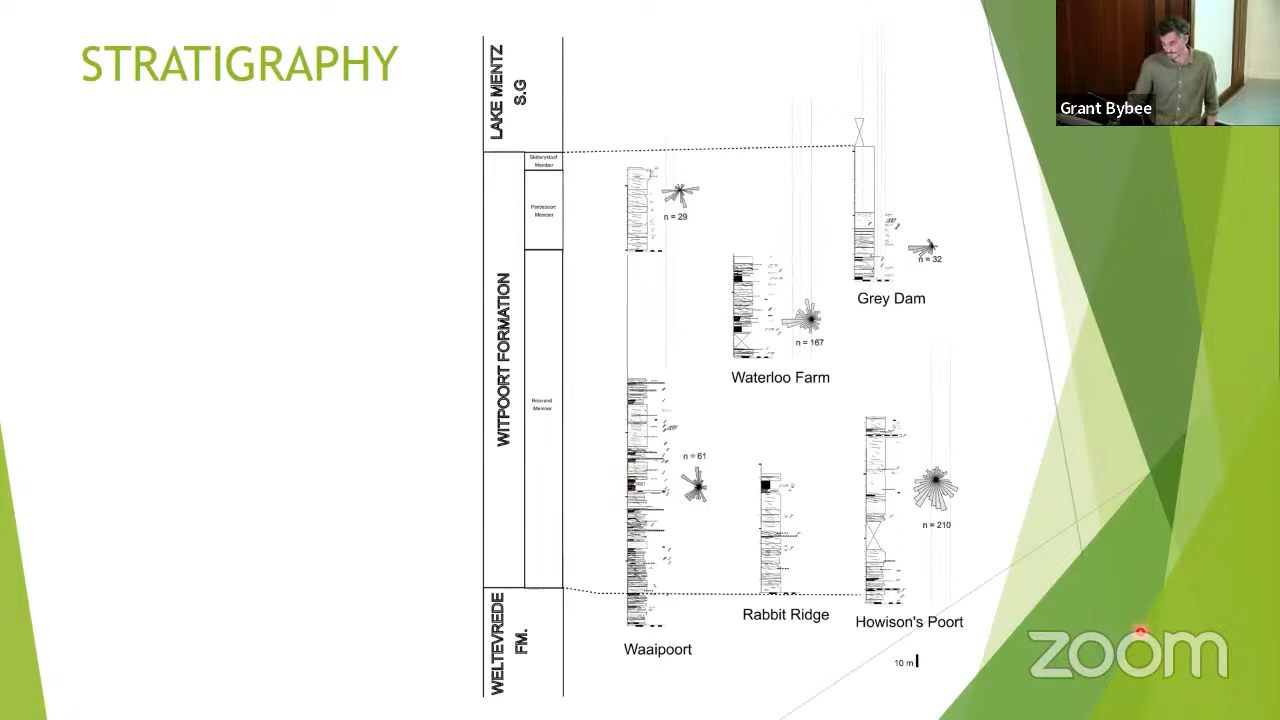 STRATIGRAPHY
LAKE MENTZ
S.G
WITPOORT FORMATION
WELTEVREDE
FM.
Member
Perdepoort
Member
Rooirand
Member
n = 29
n = 61
Waaipoort
n = 167
Waterloo Farm
Rabbit Ridge
n = 32
Grey Dam
n = 210
Howison's Poort
10 m
Grant Bybee
zoom